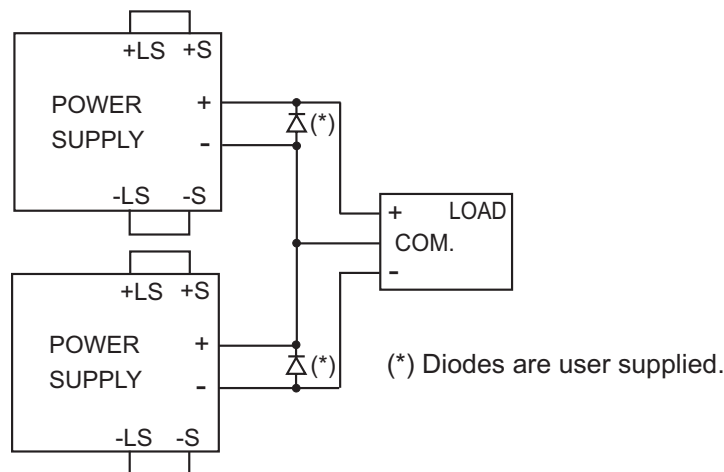 +LS +S
POWER +
SUPPLY -
(*)
-LS -S
+ LOAD
COM.
-
+LS +S
POWER +
SUPPLY -
(*)
-LS -S
(*) Diodes are user supplied.